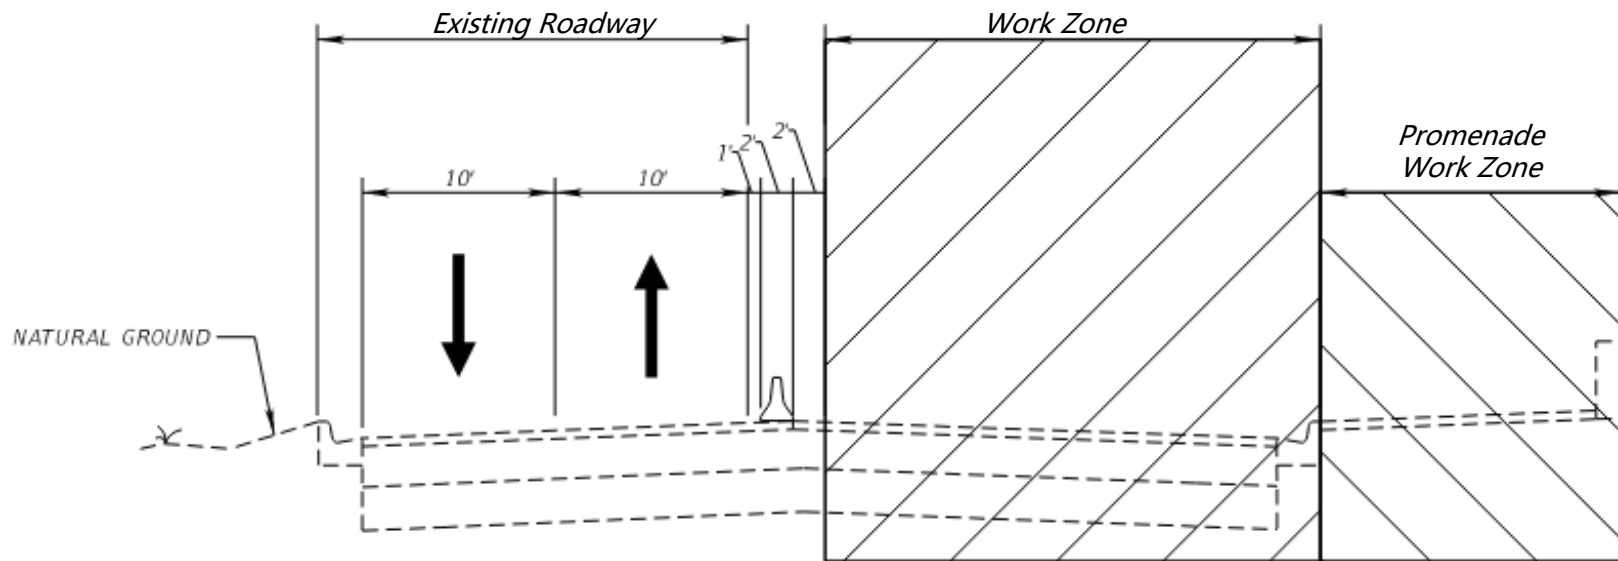 Existing Roadway
Work Zone
Promenade
Work Zone
1'
2'
2'
10'
10'
NATURAL GROUND